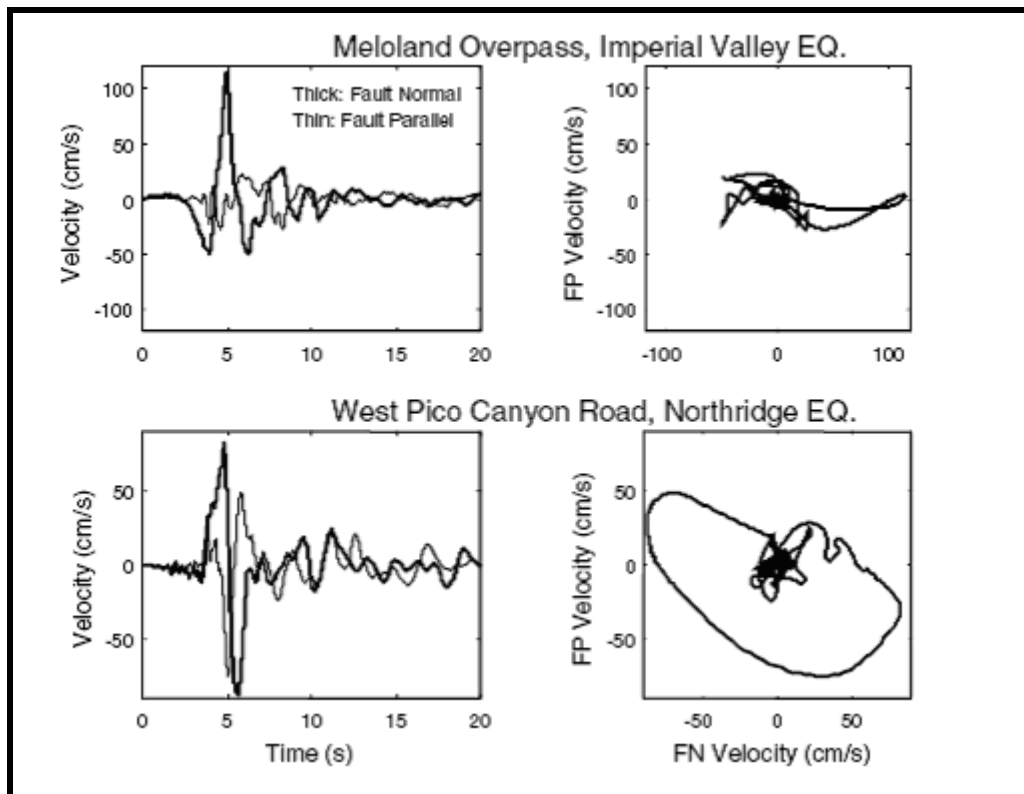 Meloland Overpass, Imperial Valley EQ.
Thick: Fault Normal
Thin: Fault Parallel
Velocity (cm/s)
100
50
0
-50
-100
0 5 10 15 20
FP Velocity (cm/s)
100
50
0
-50
-100
-100 0 100
West Pico Canyon Road, Northridge EQ.
Velocity (cm/s)
50
0
-50
0 5 10 15 20
Time (s)
FP Velocity (cm/s)
50
0
-50
-50 0 50
FN Velocity (cm/s)